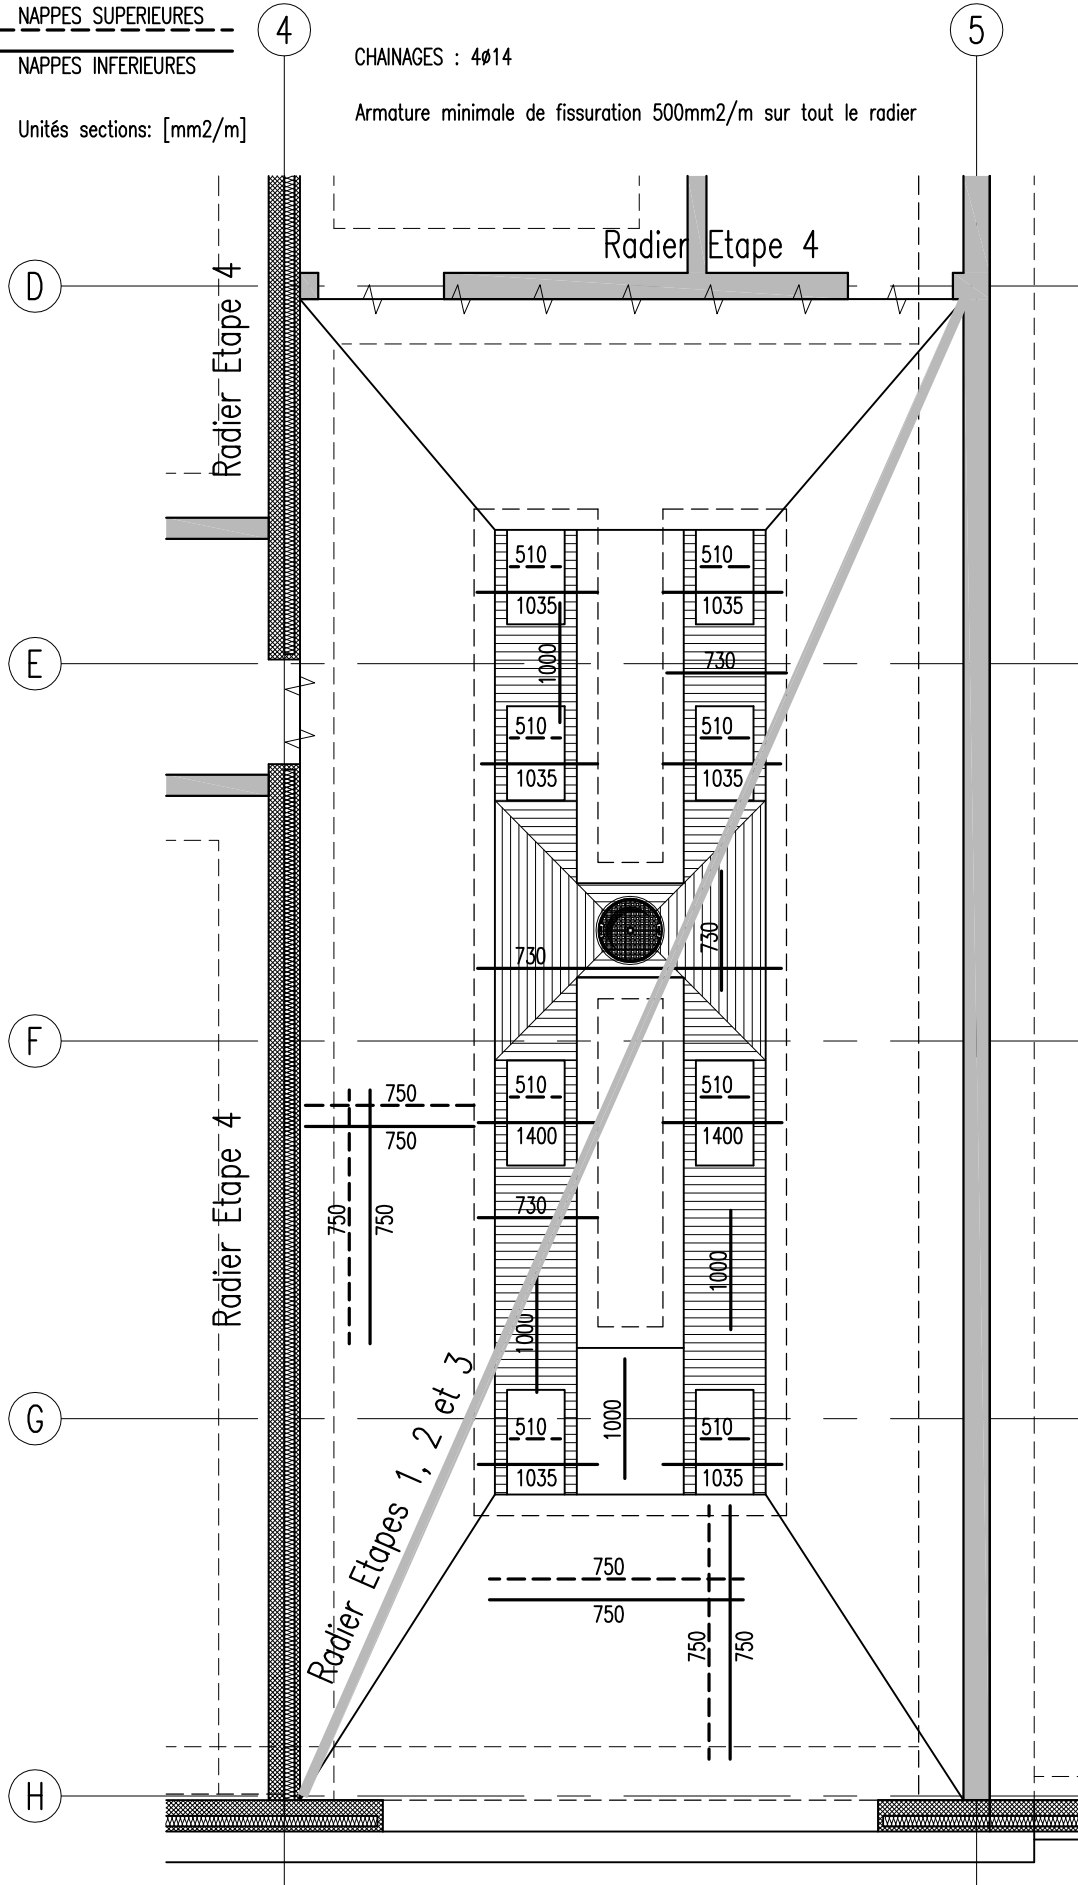 NAPPES SUPERIEURES
NAPPES INFERIEURES
Unités sections: [mm2/m]
4
5
CHAINAGES : 4ø14
Armature minimale de fissuration 500mm2/m sur tout le radier
Radier Etape 4
D
Radier Etape 4
510
510
1035
1035
E
1000
730
510
510
1035
1035
730
730
F
750
750
510
510
1400
1400
Radier Etape 4
750
750
730
1000
1000
Radier Etapes 1, 2 et 3
G
1000
510
510
1035
1035
750
750
750
750
H